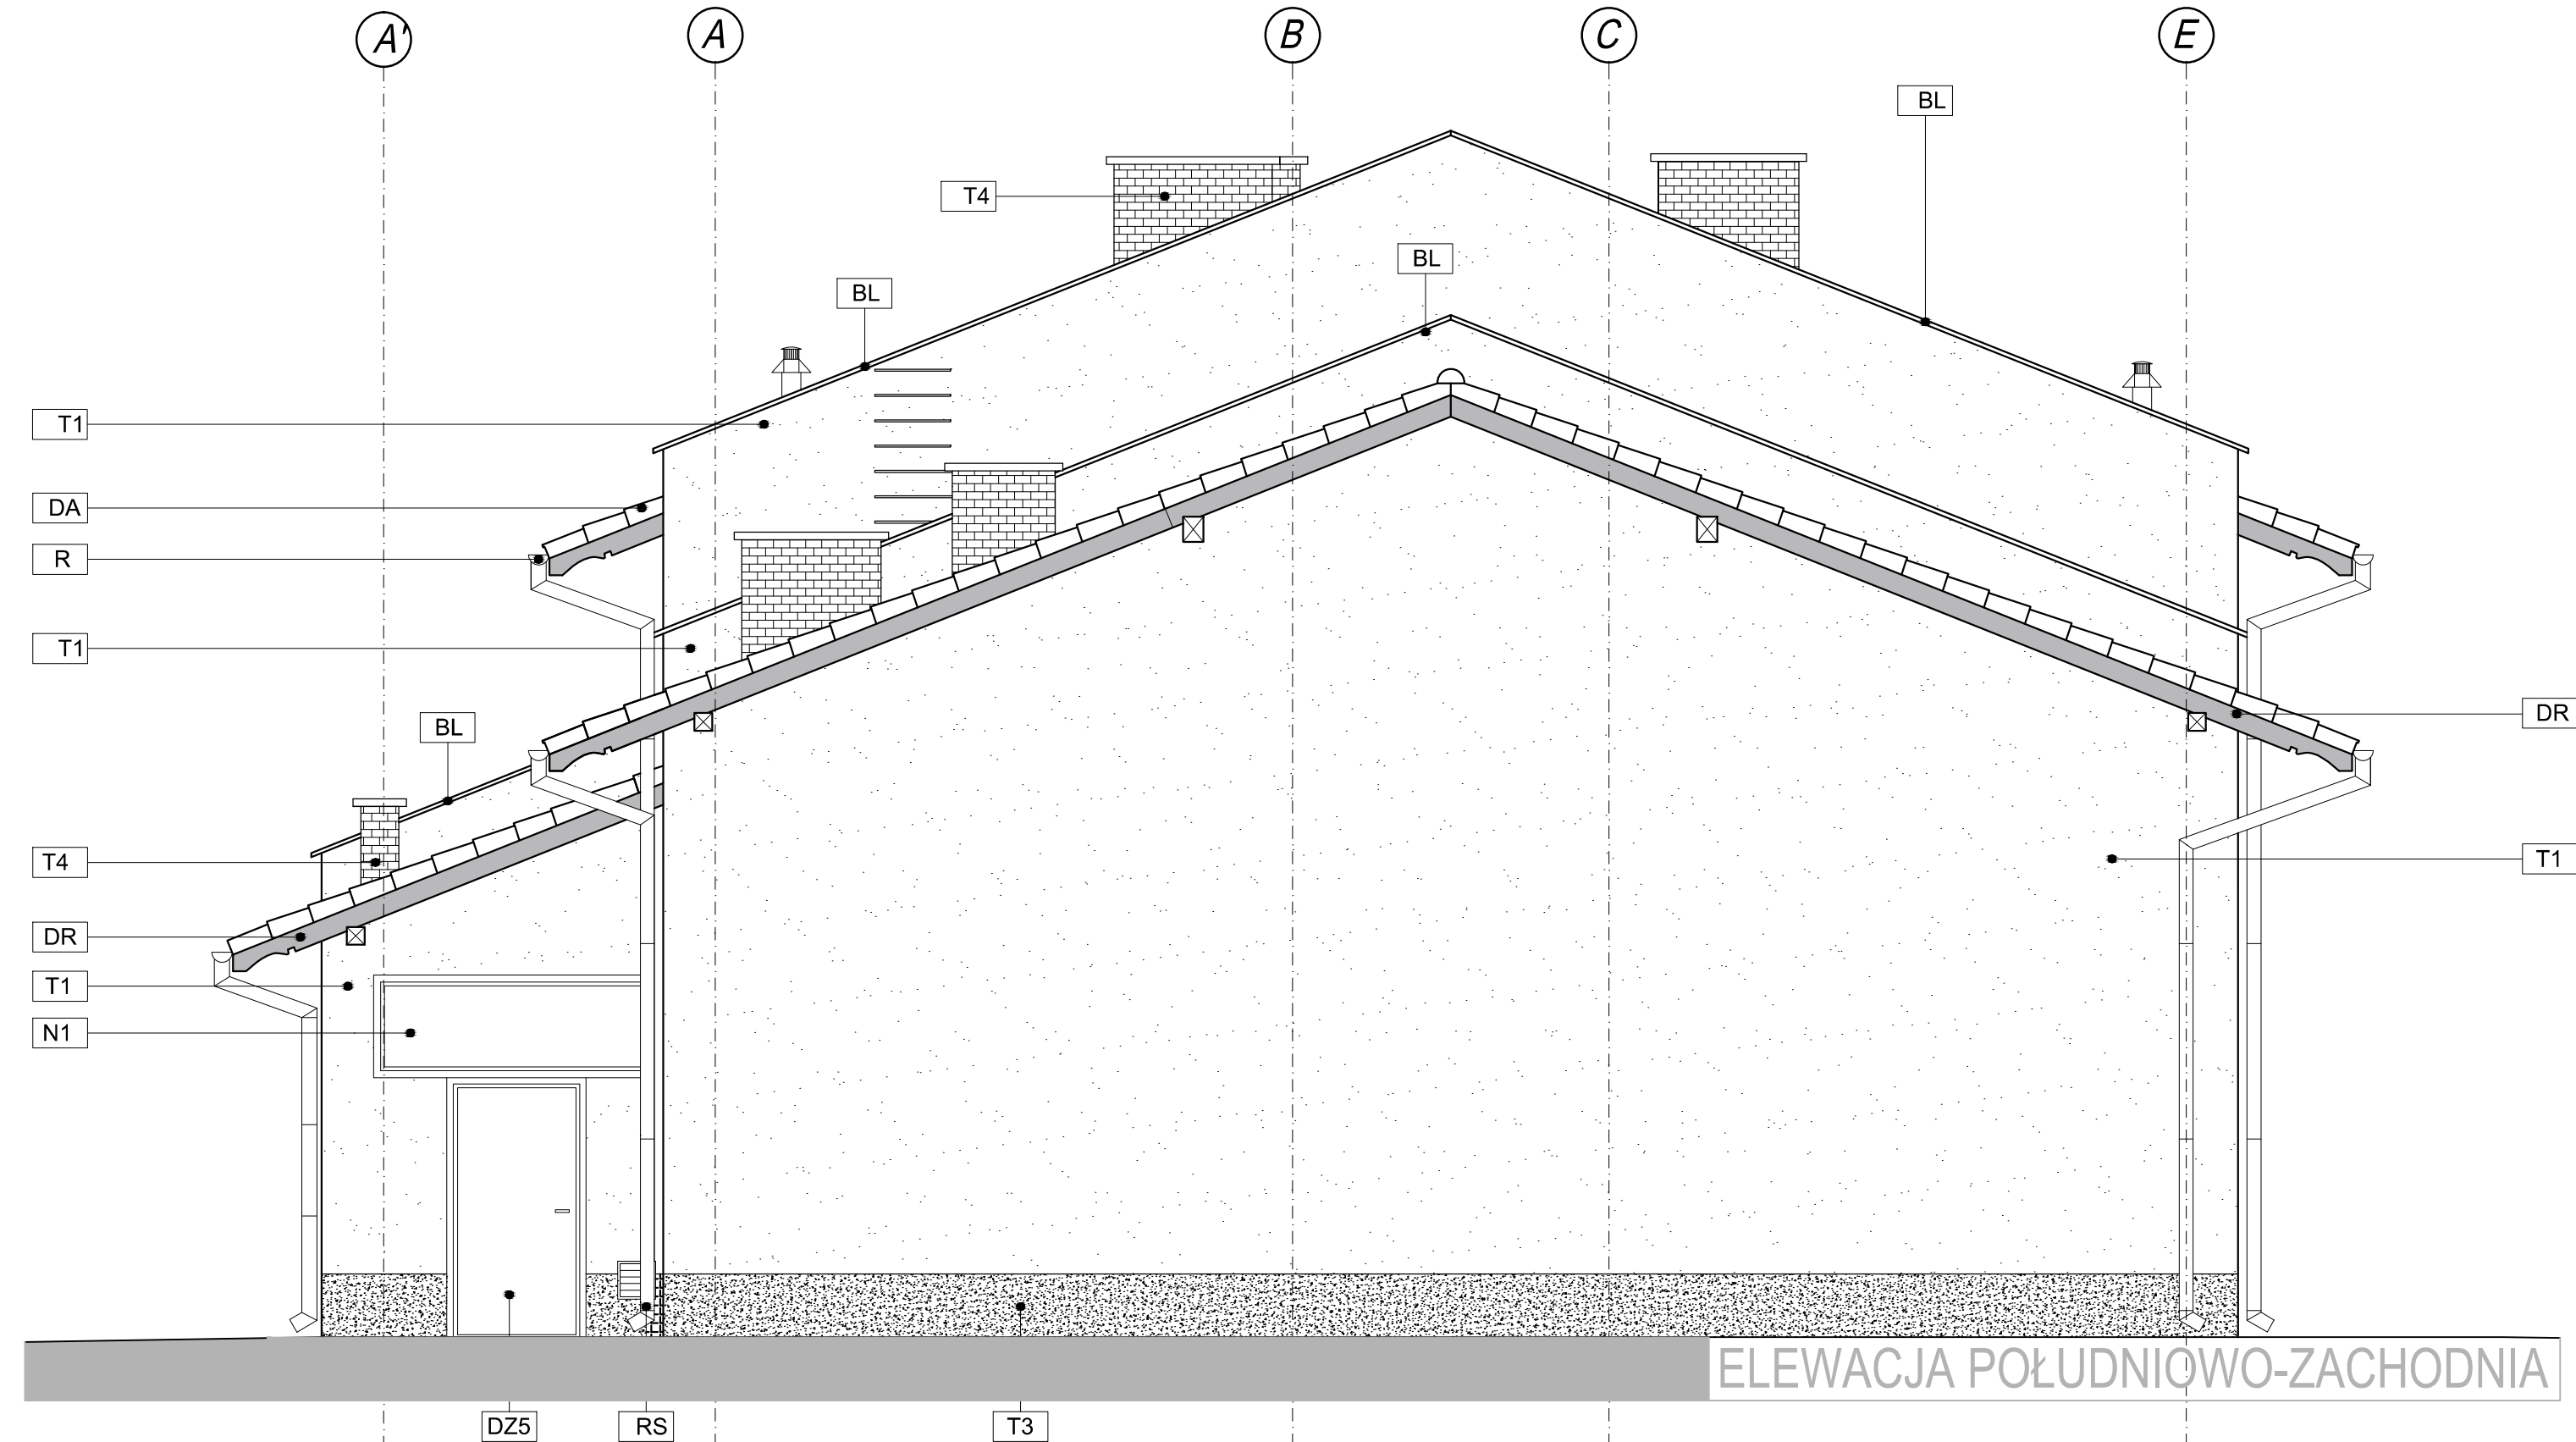 A' A B C E
BL
T4
BL
BL
T1
DA
R
T1
DR
BL
T4
T1
DR
T1
N1
ELEWACJA POŁUDNIOWO-ZACHODNIA
DZ5 RS T3